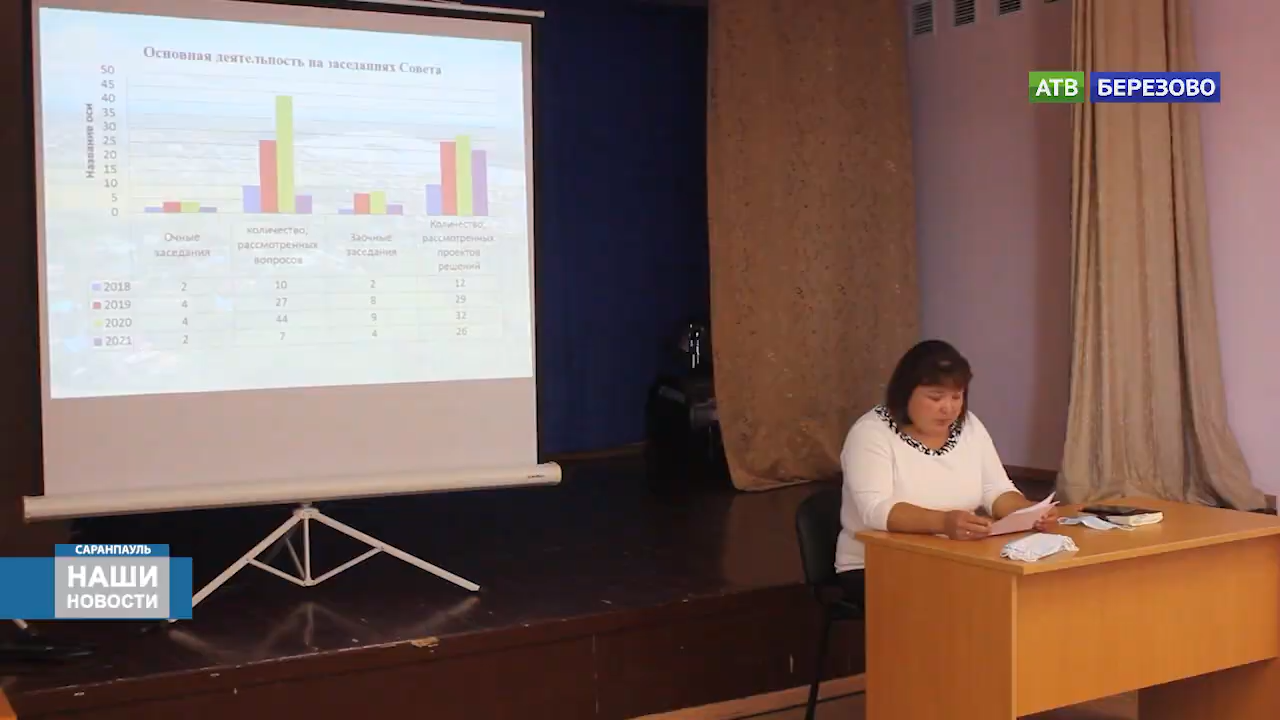 Основная деятельность на заседаниях Совета
Название оси
50
45
40
35
30
25
20
15
10
5
0
Очные заседания
количество, рассмотренных вопросов
Заочные заседания
Количество, рассмотренных проектов решений
2018 2 10 2 12
2019 4 27 8 29
2020 4 44 9 32
2021 2 7 4 26
АТВ БЕРЕЗОВО
САРАНПАУЛЬ
НАШИ
НОВОСТИ